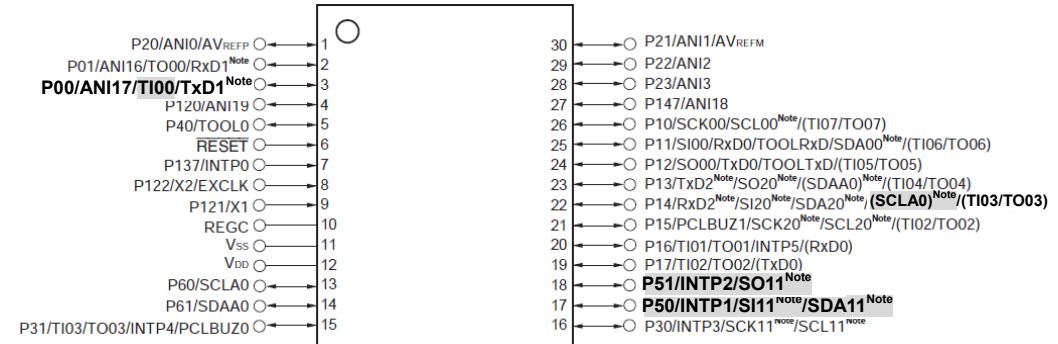 P20/ANI0/AVREFP 1 30 P21/ANI1/AVREFM
P01/ANI16/TO00/RxD1Note 2 29 P22/ANI2
P00/ANI17/TI00/TxD1Note 3 28 P23/ANI3
P120/ANI19 4 27 P147/ANI18
P40/TOOL0 5 26 P10/SCK00/SCL00Note/(TI07/TO07)
RESET 6 25 P11/SI00/RxD0/TOOLRxD/SDA00Note/(TI06/TO06)
P137/INTP0 7 24 P12/SO00/TxD0/TOOLTxD/(TI05/TO05)
P122/X2/EXCLK 8 23 P13/TxD2Note/SO20Note/(SDAA0)Note/(TI04/TO04)
P121/X1 9 22 P14/RxD2Note/SI20Note/SDA20Note/(SCLA0)Note/(TI03/TO03)
REGC 10 21 P15/PCLBUZ1/SCK20Note/SCL20Note/(TI02/TO02)
VSS 11 20 P16/TI01/TO01/INTP5/(RxD0)
VDD 12 19 P17/TI02/TO02/(TxD0)
P60/SCLA0 13 18 P51/INTP2/SO11Note
P61/SDAA0 14 17 P50/INTP1/SI11Note/SDA11Note
P31/TI03/TO03/INTP4/PCLBUZ0 15 16 P30/INTP3/SCK11Note/SCL11Note